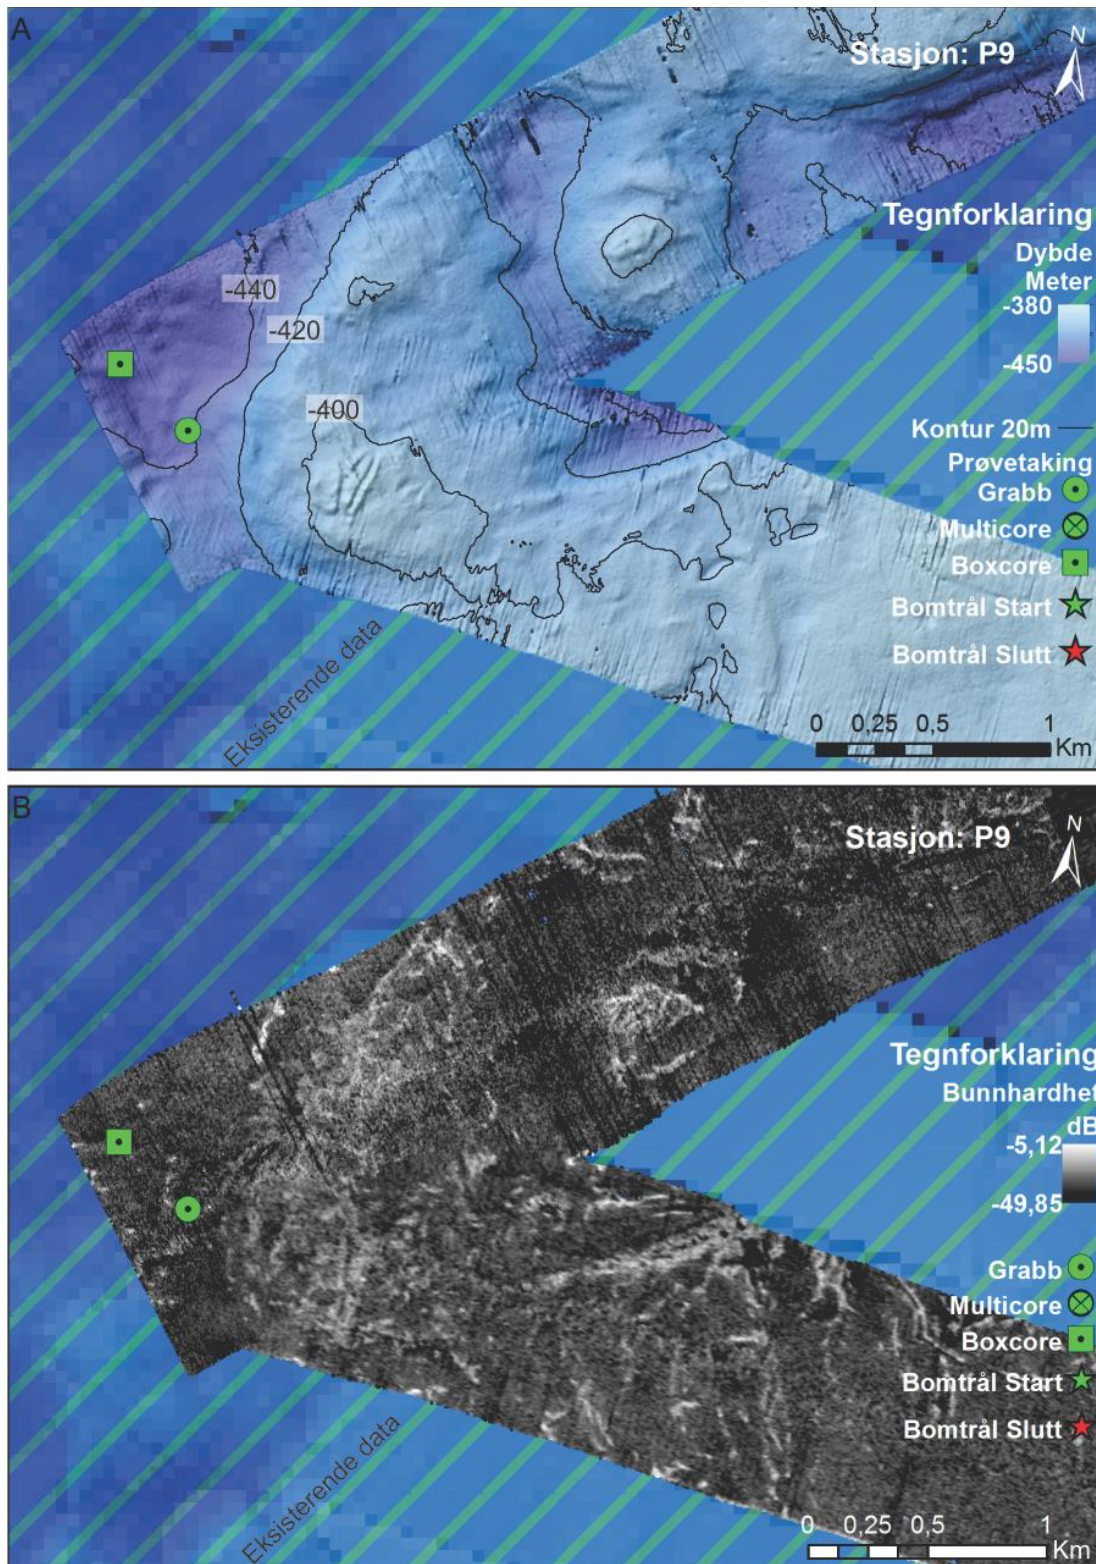 A
Stasjon: P9
N
Tegnforklaring
Dybde
Meter
-380
-450
-440
-420
-400
Kontur 20m
Prøvetaking
Grabb
Multicore
Boxcore
Bomtrål Start
Bomtrål Slutt
Eksisterende data
0 0,25 0,5 1
Km
B
Stasjon: P9
N
Tegnforklaring
Bunnhardhet
dB
-5,12
-49,85
Grabb
Multicore
Boxcore
Bomtrål Start
Bomtrål Slutt
Eksisterende data
0 0,25 0,5 1
Km